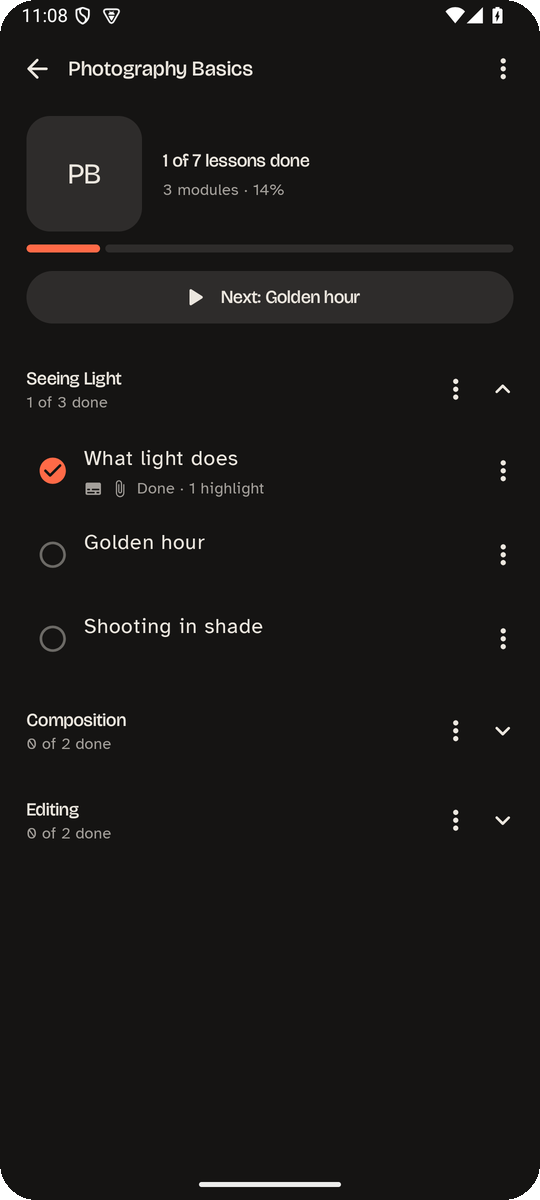 11:08
Photography Basics
PB
1 of 7 lessons done
3 modules · 14%
Next: Golden hour
Seeing Light
1 of 3 done
What light does
Done · 1 highlight
Golden hour
Shooting in shade
Composition
0 of 2 done
Editing
0 of 2 done